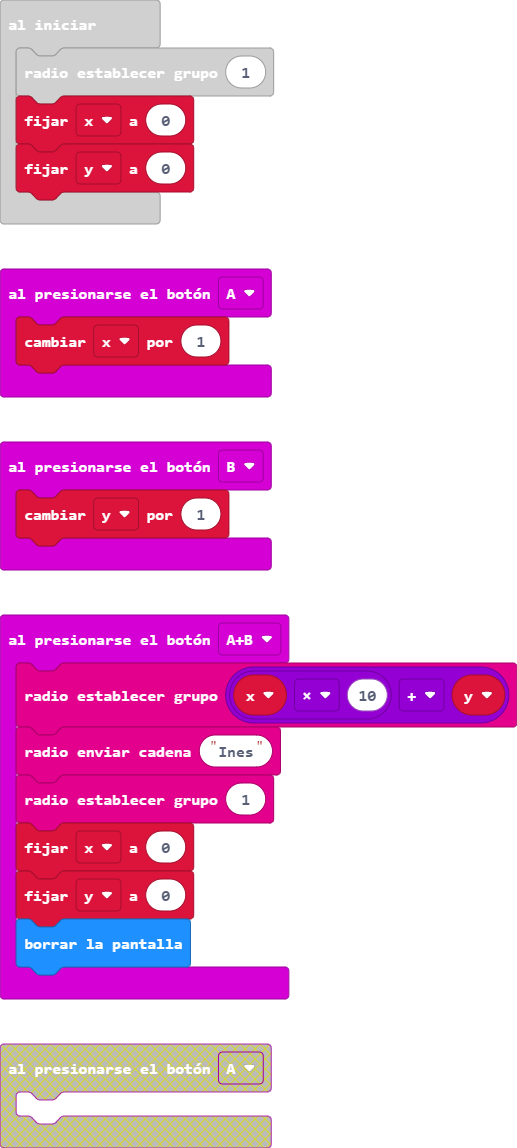 al iniciar
radio establecer grupo 1
fijar x a 0
fijar y a 0
al presionarse el botón A
cambiar x por 1
al presionarse el botón B
cambiar y por 1
al presionarse el botón A+B
radio establecer grupo x × 10 + y
radio enviar cadena "Ines"
radio establecer grupo 1
fijar x a 0
fijar y a 0
borrar la pantalla
al presionarse el botón A